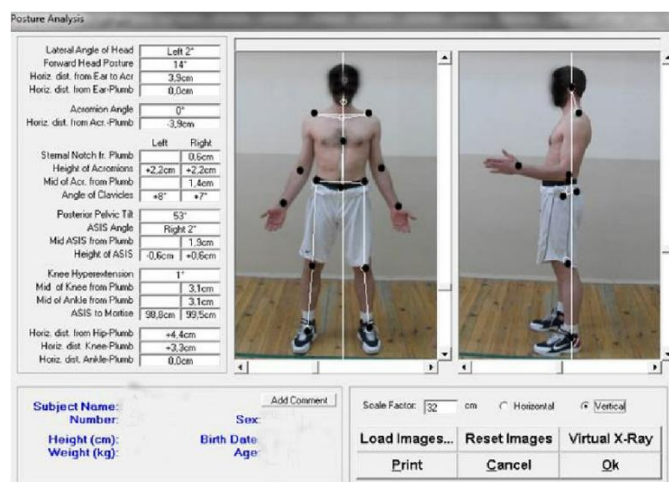 Posture Analysis
Lateral Angle of Head Left 2°
Forward Head Posture 14°
Horiz. dist. from Ear to Acr 3,9cm
Horiz. dist. from Ear-Plumb 0,0cm
Acromion Angle 0°
Horiz. dist. from Acr.-Plumb -3,9cm
Left Right
Sternal Notch fr. Plumb 0,6cm
Height of Acromions +2,2cm +2,2cm
Mid of Acr. from Plumb 1,4cm
Angle of Clavicles +8° +7°
Posterior Pelvic Tilt 53°
ASIS Angle Right 2°
Mid ASIS from Plumb 1,9cm
Height of ASIS -0,6cm +0,6cm
Knee Hyperextension 1°
Mid of Knee from Plumb 3,1cm
Mid of Ankle from Plumb 3,1cm
ASIS to Mortise 98,8cm 99,5cm
Horiz. dist. from Hip-Plumb +4,4cm
Horiz. dist. Knee-Plumb +3,3cm
Horiz. dist. Ankle-Plumb 0,0cm
Add Comment
Subject Name:
Number: Sex:
Height (cm): Birth Date:
Weight (kg): Age:
Scale Factor: 32 cm Horizontal Vertical
Load Images... Reset Images Virtual X-Ray
Print Cancel Ok